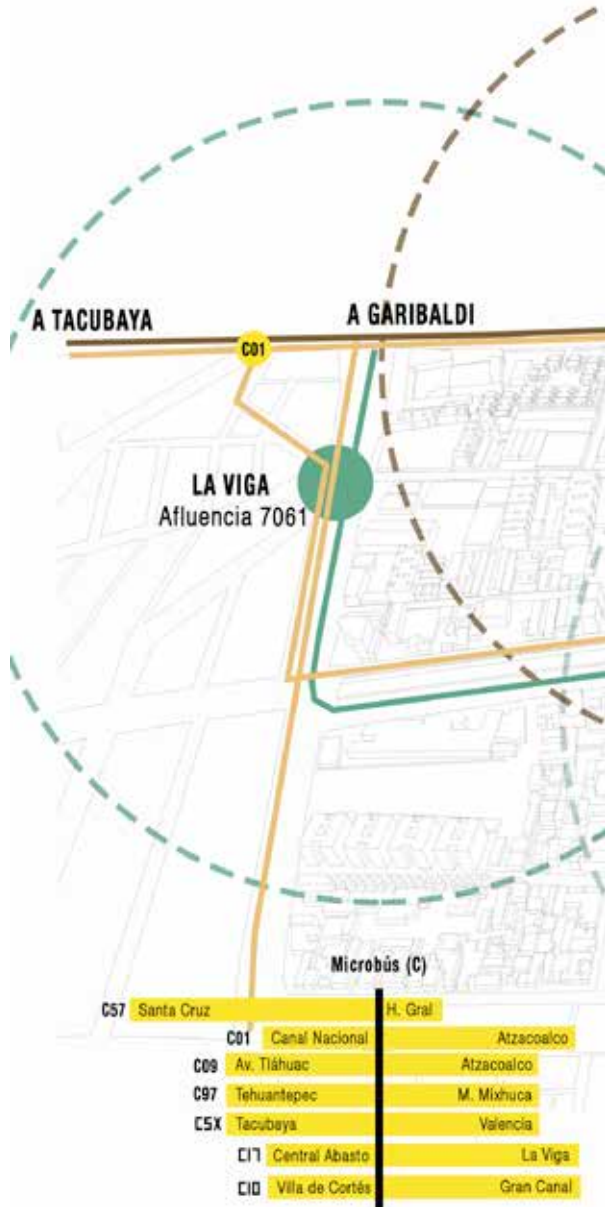 A TACUBAYA
A GARIBALDI
C01
LA VIGA
Afluencia 7061
Microbús (C)
C57 Santa Cruz H. Gral
C01 Canal Nacional Atzacoalco
C09 Av. Tláhuac Atzacoalco
C97 Tehuantepec M. Mixhuca
C5X Tacubaya Valencia
C17 Central Abasto La Viga
C10 Villa de Cortés Gran Canal